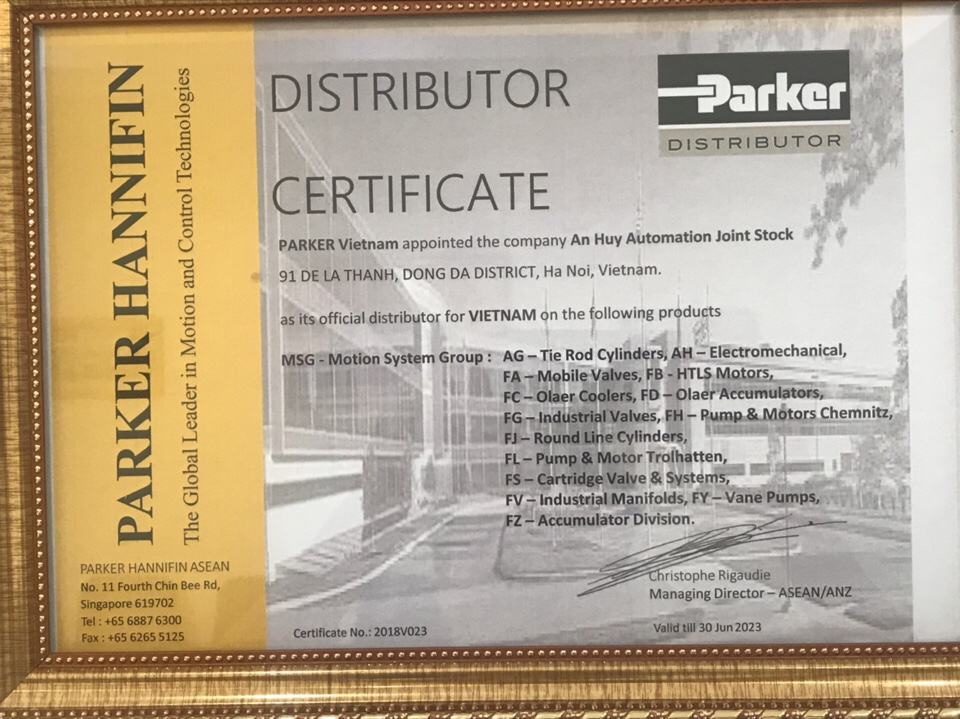 PARKER HANNIFIN
The Global Leader in Motion and Control Technologies
PARKER HANNIFIN ASEAN
No. 11 Fourth Chin Bee Rd,
Singapore 619702
Tel : +65 6887 6300
Fax : +65 6265 5125
DISTRIBUTOR
CERTIFICATE
Parker
DISTRIBUTOR
PARKER Vietnam appointed the company An Huy Automation Joint Stock
91 DE LA THANH, DONG DA DISTRICT, Ha Noi, Vietnam.
as its official distributor for VIETNAM on the following products
MSG - Motion System Group : AG – Tie Rod Cylinders, AH – Electromechanical,
FA – Mobile Valves, FB - HTLS Motors,
FC – Olaer Coolers, FD – Olaer Accumulators,
FG – Industrial Valves, FH – Pump & Motors Chemnitz,
FJ – Round Line Cylinders,
FL – Pump & Motor Trolhatten,
FS – Cartridge Valve & Systems,
FV – Industrial Manifolds, FY – Vane Pumps,
FZ – Accumulator Division.
Christophe Rigaudie
Managing Director – ASEAN/ANZ
Certificate No.: 2018V023
Valid till 30 Jun 2023